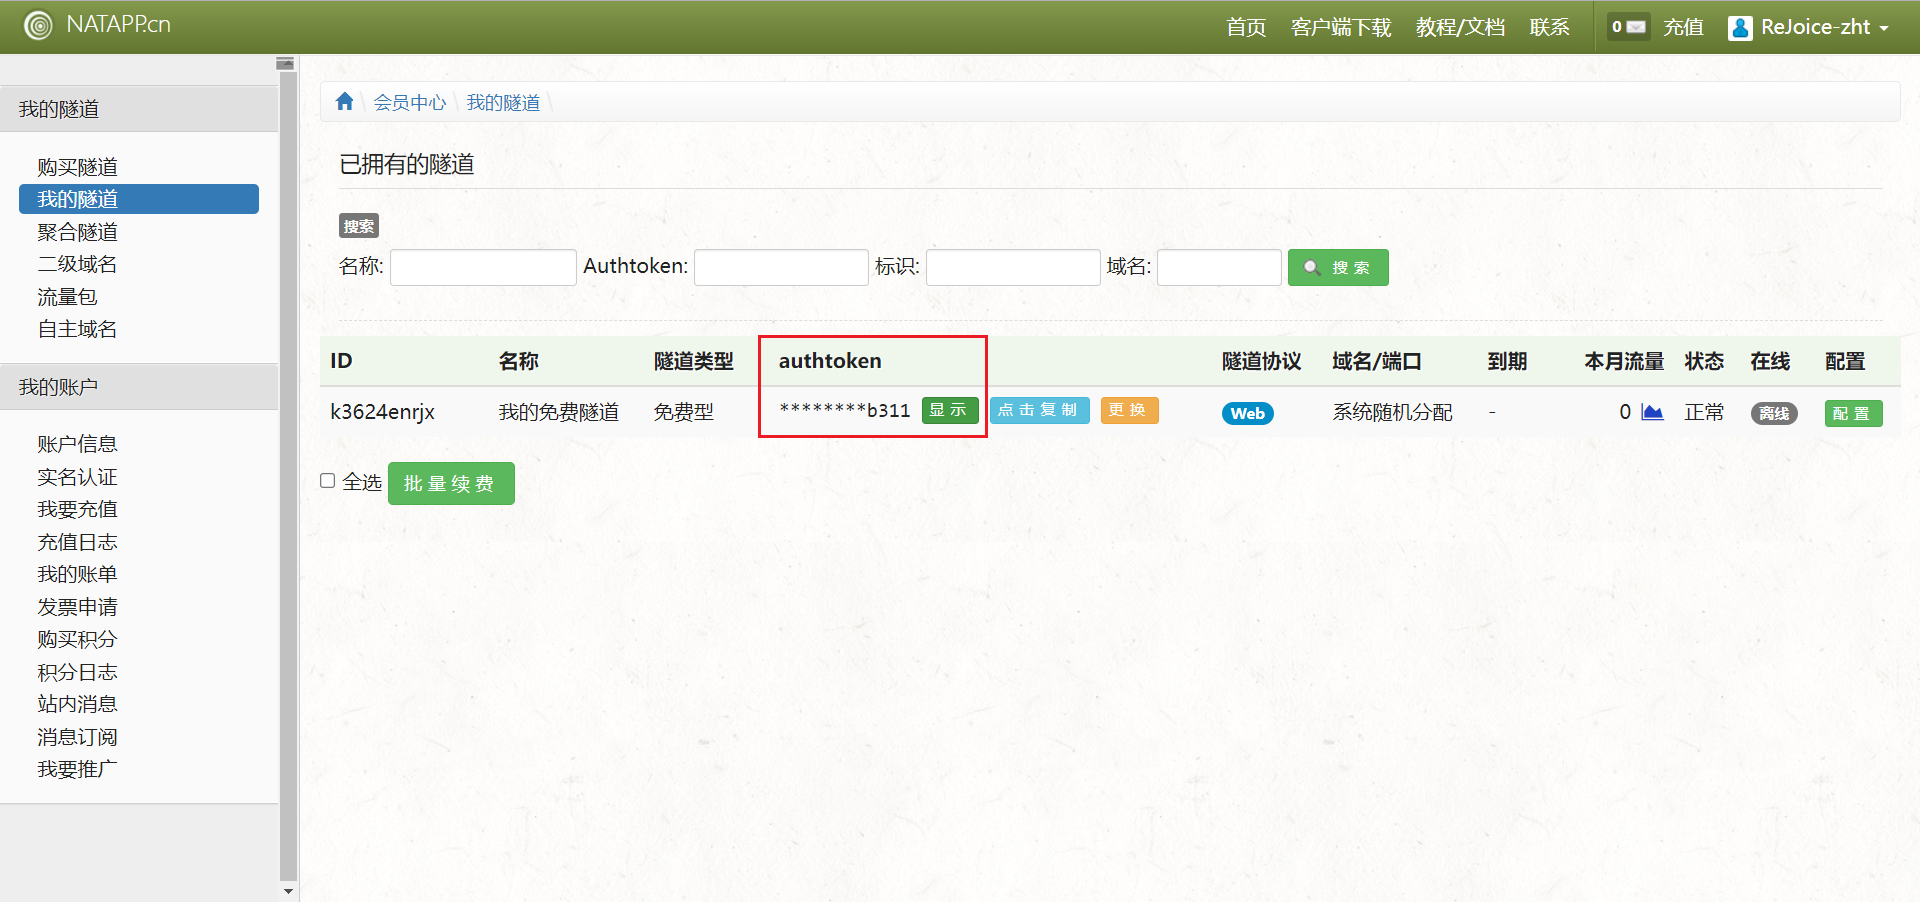 NATAPP.cn
首页 客户端下载 教程/文档 联系 0 充值 ReJoice-zht
我的隧道
购买隧道
我的隧道
聚合隧道
二级域名
流量包
自主域名
我的账户
账户信息
实名认证
我要充值
充值日志
我的账单
发票申请
购买积分
积分日志
站内消息
消息订阅
我要推广
会员中心 \ 我的隧道 \
已拥有的隧道
搜索
名称: Authtoken: 标识: 域名: 搜索
ID 名称 隧道类型 authtoken 隧道协议 域名/端口 到期 本月流量 状态 在线 配置
k3624enrjx 我的免费隧道 免费型 ********b311 显示 点击复制 更换 Web 系统随机分配 - 0 正常 离线 配置
全选 批量续费